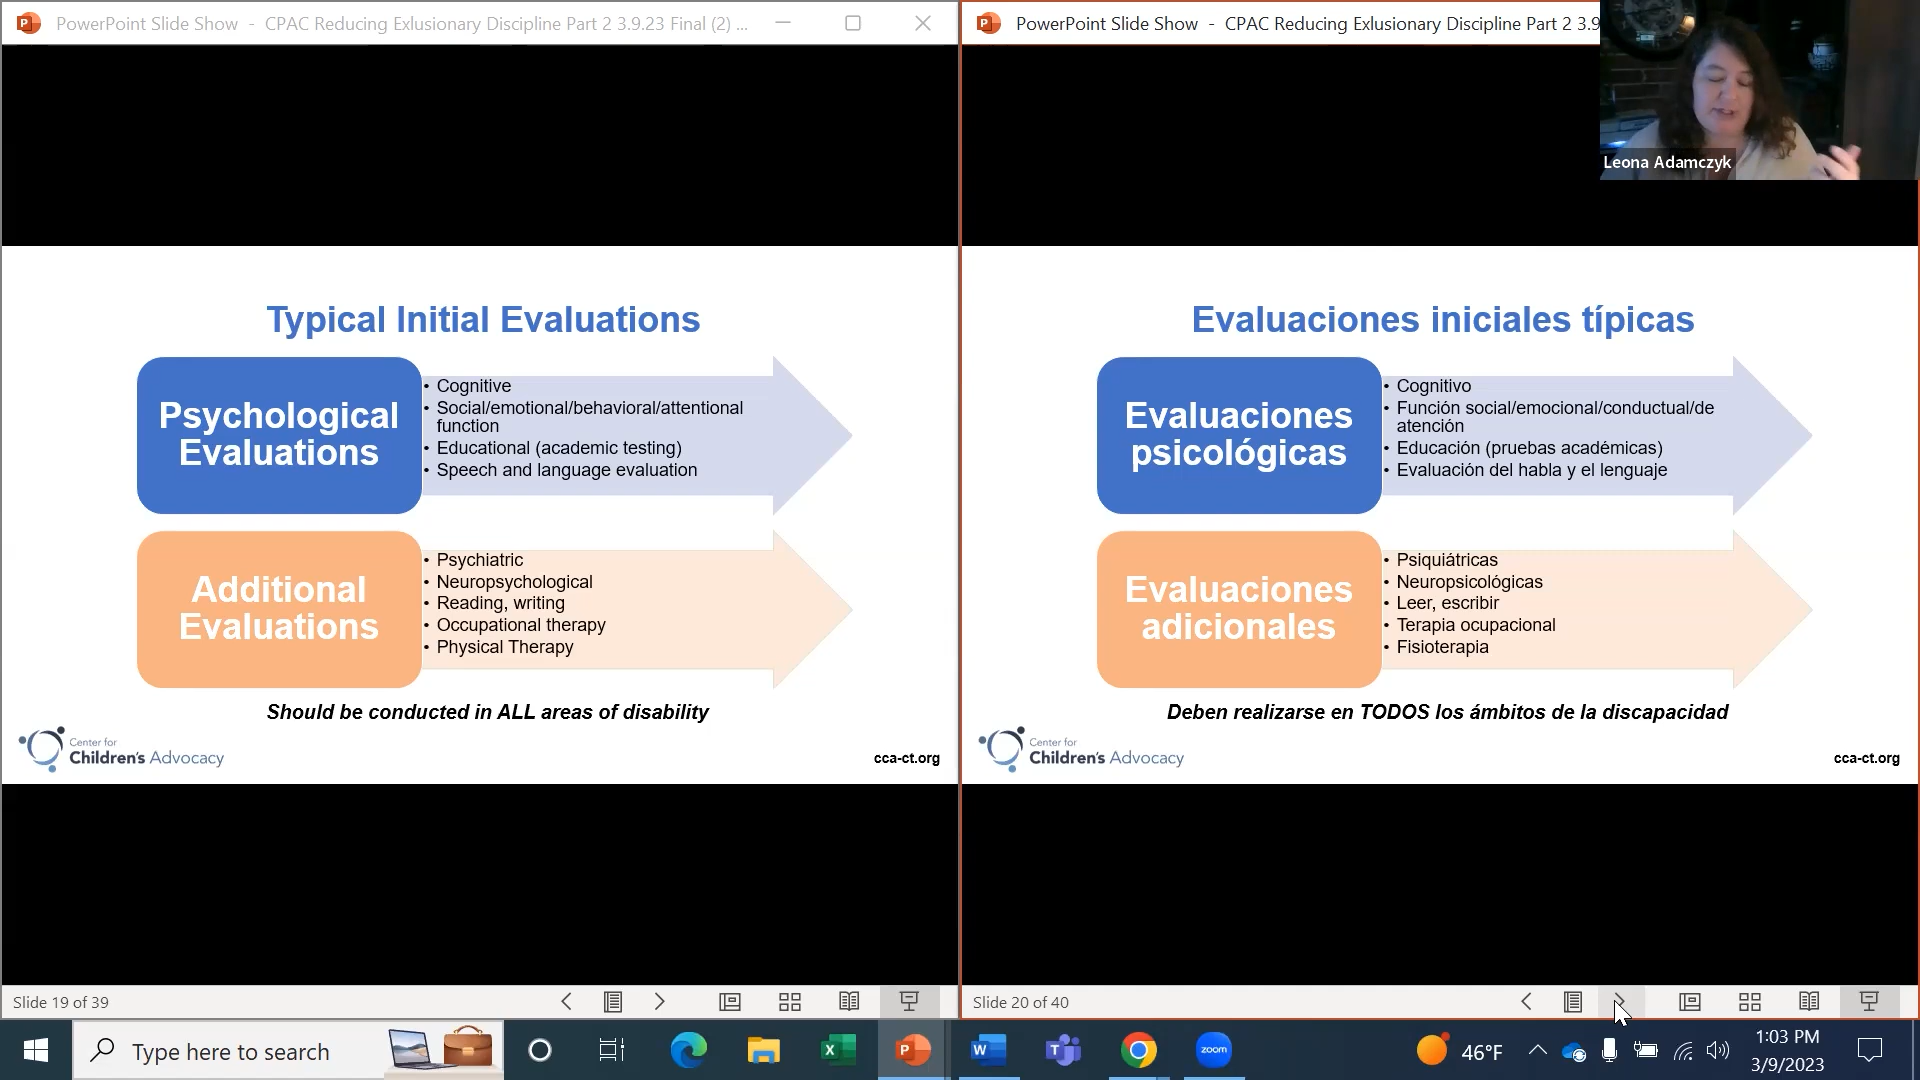 PowerPoint Slide Show - CPAC Reducing Exlusionary Discipline Part 2 3.9.23 Final (2) ...
Typical Initial Evaluations
Psychological
Evaluations
• Cognitive
• Social/emotional/behavioral/attentional
function
• Educational (academic testing)
• Speech and language evaluation
Additional
Evaluations
• Psychiatric
• Neuropsychological
• Reading, writing
• Occupational therapy
• Physical Therapy
Should be conducted in ALL areas of disability
Center for
Children's Advocacy
cca-ct.org
Slide 19 of 39
PowerPoint Slide Show - CPAC Reducing Exlusionary Discipline Part 2 3.9
Leona Adamczyk
Evaluaciones iniciales típicas
Evaluaciones
psicológicas
• Cognitivo
• Función social/emocional/conductual/de
atención
• Educación (pruebas académicas)
• Evaluación del habla y el lenguaje
Evaluaciones
adicionales
• Psiquiátricas
• Neuropsicológicas
• Leer, escribir
• Terapia ocupacional
• Fisioterapia
Deben realizarse en TODOS los ámbitos de la discapacidad
Center for
Children's Advocacy
cca-ct.org
Slide 20 of 40
Type here to search
zoom
46°F
1:03 PM
3/9/2023